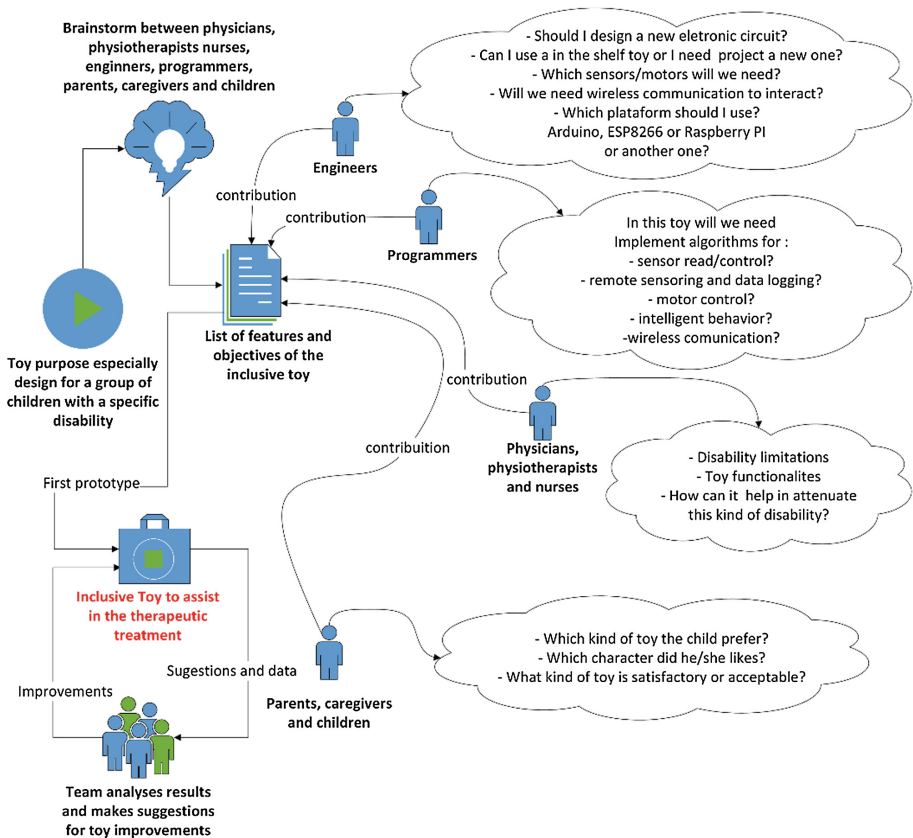 Brainstorm between physicians,
physiotherapists nurses,
enginners, programmers,
parents, caregivers and children
- Should I design a new eletronic circuit?
- Can I use a in the shelf toy or I need  project a new one?
- Which sensors/motors will we need?
- Will we need wireless communication to interact?
- Which plataform should I use?
Arduino, ESP8266 or Raspberry PI
or another one?
Engineers
contribution
contribution
Programmers
In this toy will we need
Implement algorithms for :
- sensor read/control?
- remote sensoring and data logging?
- motor control?
- intelligent behavior?
-wireless comunication?
Toy purpose especially
design for a group of
children with a specific
disability
List of features and
objectives of the
inclusive toy
contribution
Physicians,
physiotherapists
and nurses
- Disability limitations
- Toy functionalites
- How can it  help in attenuate
this kind of disability?
contribuition
First prototype
Inclusive Toy to assist
in the therapeutic
treatment
Sugestions and data
Improvements
Parents, caregivers
and children
- Which kind of toy the child prefer?
- Which character did he/she likes?
- What kind of toy is satisfactory or acceptable?
Team analyses results
and makes suggestions
for toy improvements